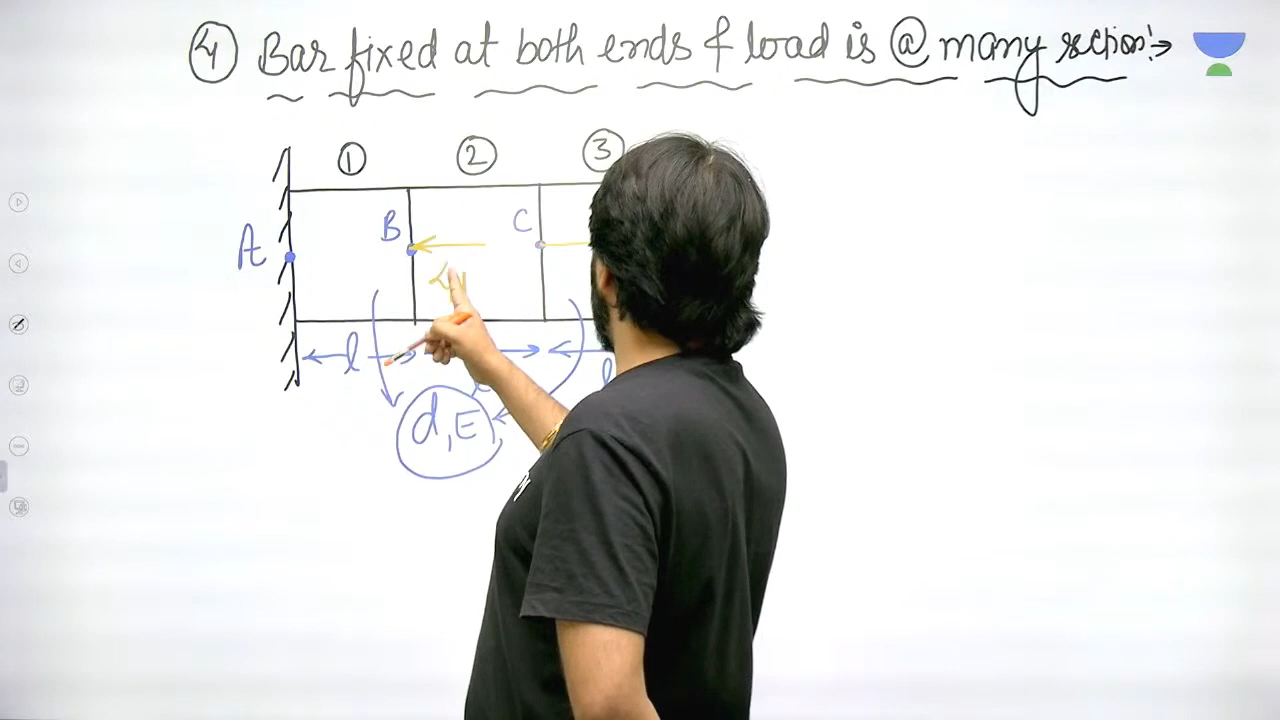 ④ Bar fixed at both ends & load is @ many section:→
① ② ③
A B C
l
d, E